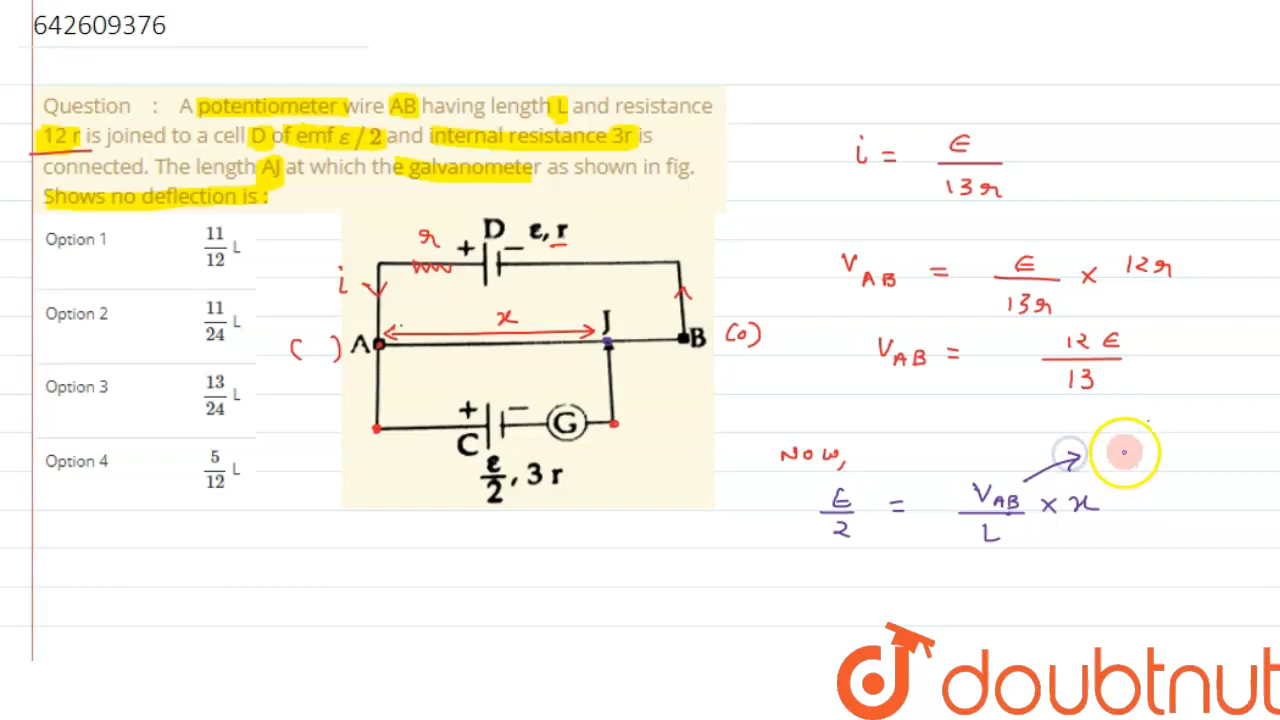 642609376
Question : A potentiometer wire AB having length L and resistance
12 r is joined to a cell D of emf ε/2 and internal resistance 3r is
connected. The length AJ at which the galvanometer as shown in fig.
Shows no deflection is :
Option 1 11/12 L
Option 2 11/24 L
Option 3 13/24 L
Option 4 5/12 L
r D ε, r
+ −
i
x J
( ) A B (0)
+ − G
C
ε/2, 3 r
i = ε/13r
V_AB = ε/13r × 12r
V_AB = 12 ε/13
Now,
ε/2 = V_AB/L × x
doubtnut